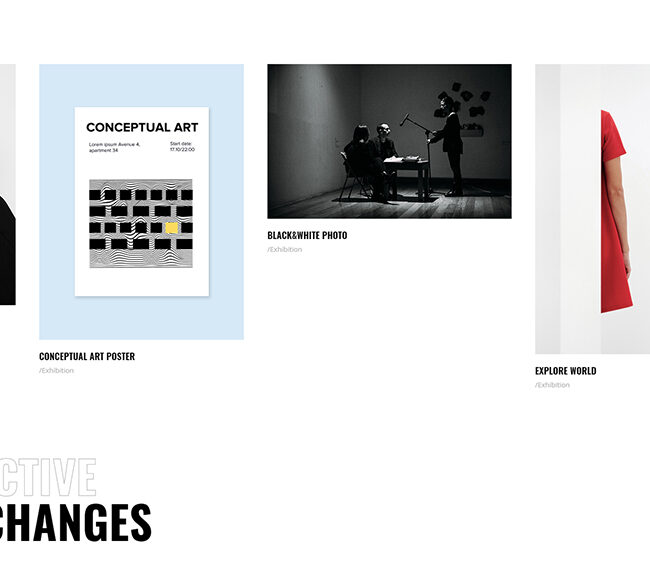 CONCEPTUAL ART
Lorem ipsum Avenue 4,
apartment 34
Start date:
17.10/22:00
CONCEPTUAL ART POSTER
/Exhibition
BLACK&WHITE PHOTO
/Exhibition
EXPLORE WORLD
/Exhibition
CTIVE
CHANGES